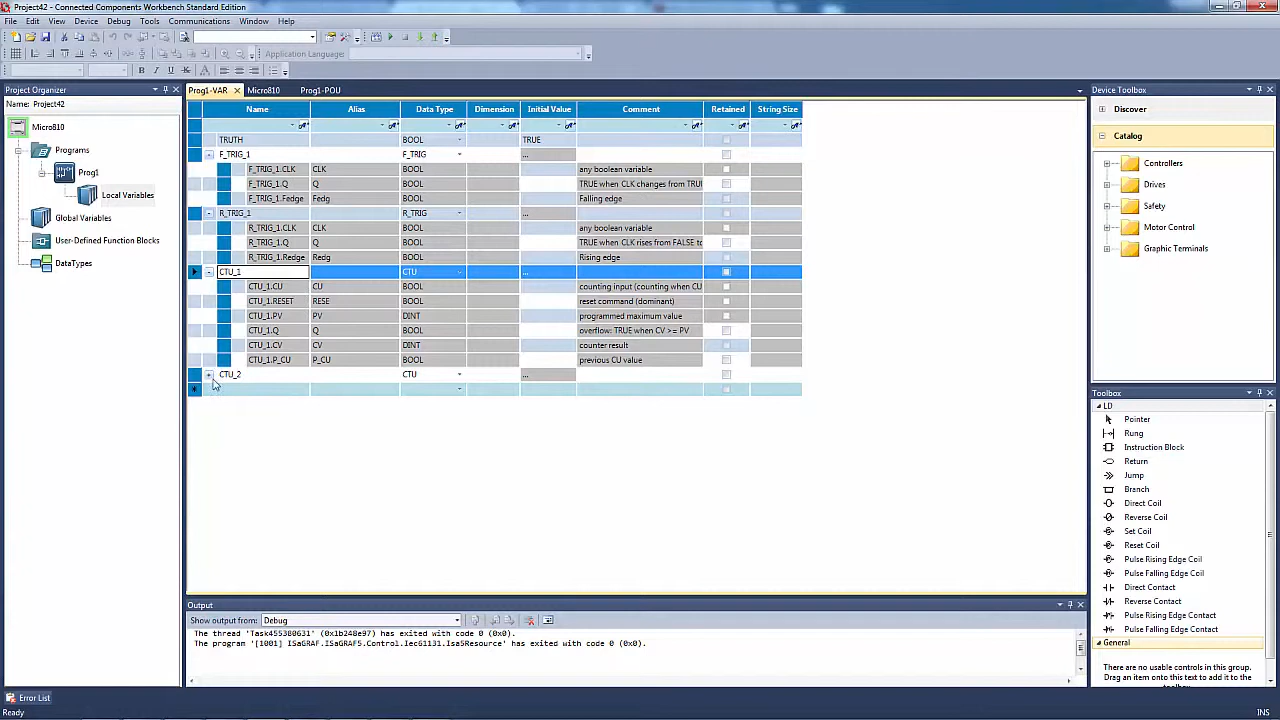 Project42 - Connected Components Workbench Standard Edition
File Edit View Device Debug Tools Communications Window Help
Application Language:
Project Organizer
Name: Project42
Micro810
Programs
Prog1
Local Variables
Global Variables
User-Defined Function Blocks
DataTypes
Prog1-VAR Micro810 Prog1-POU
Name Alias Data Type Dimension Initial Value Comment Retained String Size
TRUTH BOOL TRUE
F_TRIG_1 F_TRIG ...
F_TRIG_1.CLK CLK BOOL any boolean variable
F_TRIG_1.Q Q BOOL TRUE when CLK changes from TRU
F_TRIG_1.Fedge Fedg BOOL Falling edge
R_TRIG_1 R_TRIG ...
R_TRIG_1.CLK CLK BOOL any boolean variable
R_TRIG_1.Q Q BOOL TRUE when CLK rises from FALSE to
R_TRIG_1.Redge Redg BOOL Rising edge
CTU_1 CTU ...
CTU_1.CU CU BOOL counting input (counting when CU
CTU_1.RESET RESE BOOL reset command (dominant)
CTU_1.PV PV DINT programmed maximum value
CTU_1.Q Q BOOL overflow: TRUE when CV >= PV
CTU_1.CV CV DINT counter result
CTU_1.P_CU P_CU BOOL previous CU value
CTU_2 CTU ...
Output
Show output from: Debug
The thread 'Task455380631' (0x1b248e97) has exited with code 0 (0x0).
The program '[1001] ISaGRAF.ISaGRAF5_Control.Iec61131.Isa5Resource' has exited with code 0 (0x0).
Device Toolbox
Discover
Catalog
Controllers
Drives
Safety
Motor Control
Graphic Terminals
Toolbox
LD
Pointer
Rung
Instruction Block
Return
Jump
Branch
Direct Coil
Reverse Coil
Set Coil
Reset Coil
Pulse Rising Edge Coil
Pulse Falling Edge Coil
Direct Contact
Reverse Contact
Pulse Rising Edge Contact
Pulse Falling Edge Contact
General
There are no usable controls in this group.
Drag an item onto this text to add it to the
Error List
INS